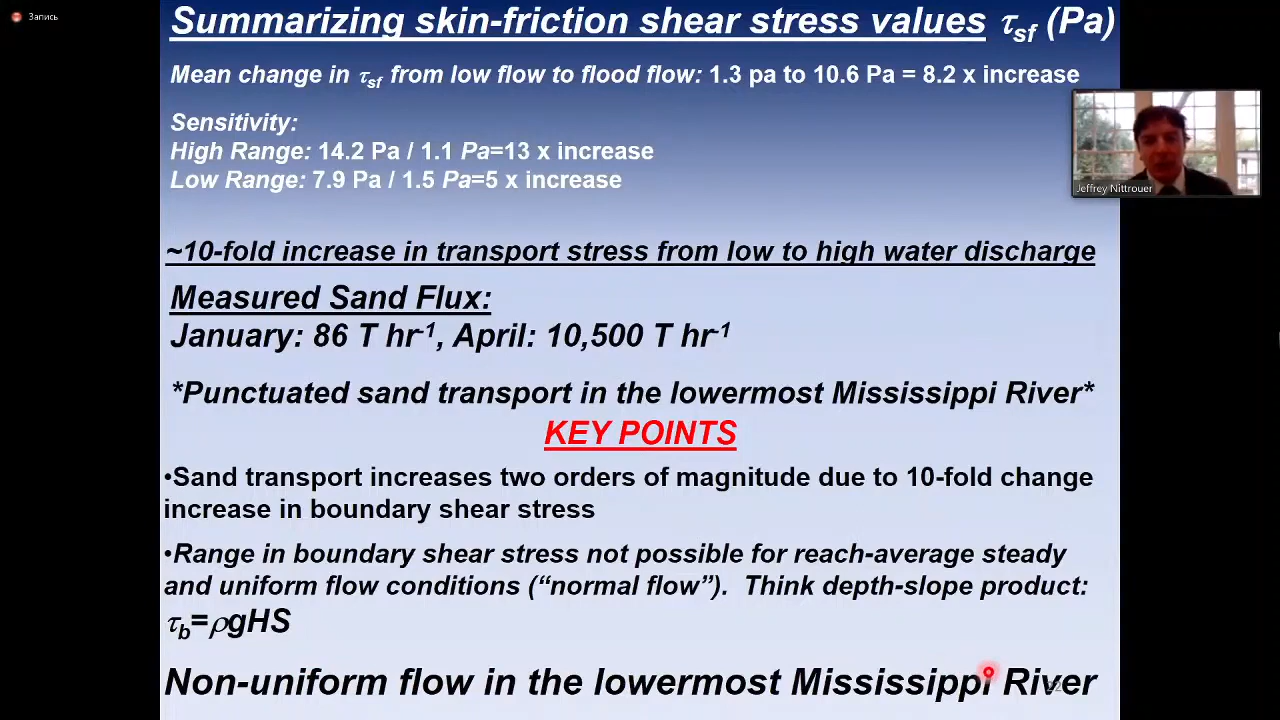 Запись
Summarizing skin-friction shear stress values τsf (Pa)
Mean change in τsf from low flow to flood flow: 1.3 pa to 10.6 Pa = 8.2 x increase
Sensitivity:
High Range: 14.2 Pa / 1.1 Pa=13 x increase
Low Range: 7.9 Pa / 1.5 Pa=5 x increase
Jeffrey Nittrouer
~10-fold increase in transport stress from low to high water discharge
Measured Sand Flux:
January: 86 T hr-1, April: 10,500 T hr-1
*Punctuated sand transport in the lowermost Mississippi River*
KEY POINTS
•Sand transport increases two orders of magnitude due to 10-fold change
increase in boundary shear stress
•Range in boundary shear stress not possible for reach-average steady
and uniform flow conditions (“normal flow”). Think depth-slope product:
τb=ρgHS
Non-uniform flow in the lowermost Mississippi River